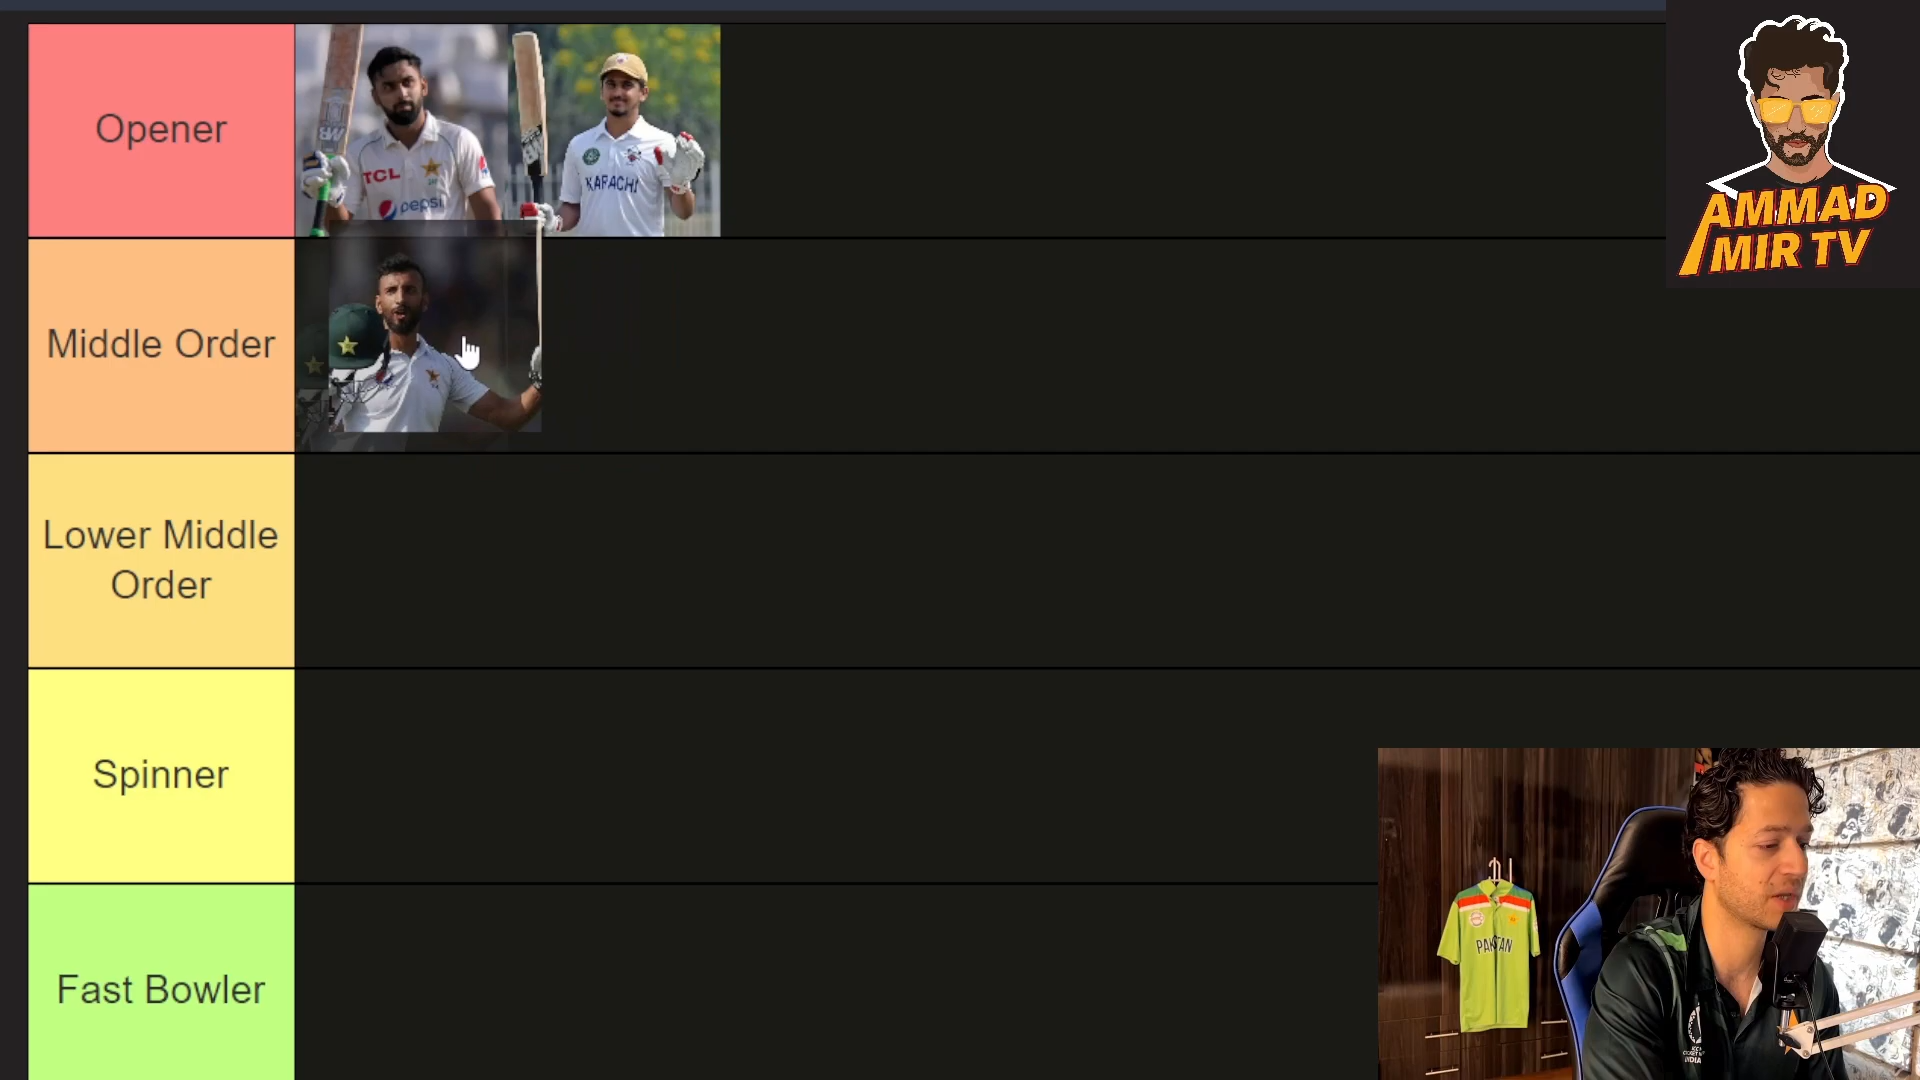 Opener
TCL
pepsi
KARACHI
AMMAD
MIR TV
Middle Order
Lower Middle
Order
Spinner
PAKISTAN
Fast Bowler